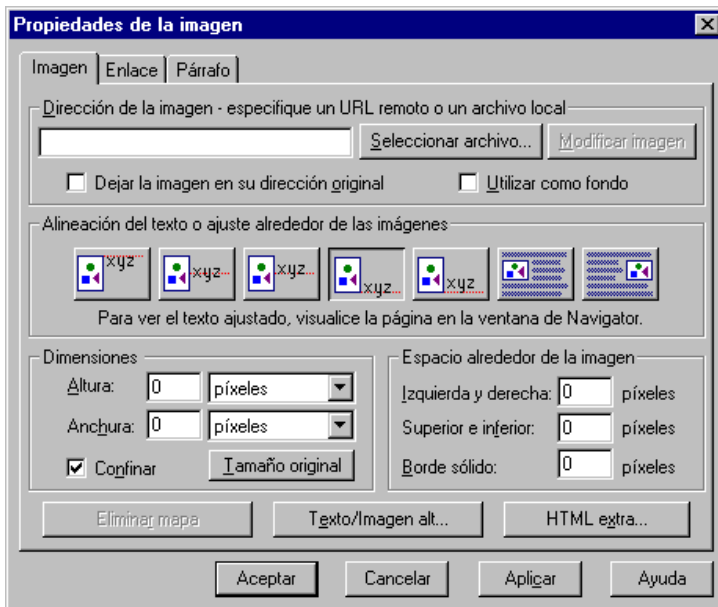 Propiedades de la imagen
Imagen Enlace Párrafo
Dirección de la imagen - especifique un URL remoto o un archivo local
Seleccionar archivo... Modificar imagen
Dejar la imagen en su dirección original Utilizar como fondo
Alineación del texto o ajuste alrededor de las imágenes
xyz xyz... xyz... xyz... xyz...
Para ver el texto ajustado, visualice la página en la ventana de Navigator.
Dimensiones
Altura: 0 píxeles
Anchura: 0 píxeles
Confinar Tamaño original
Espacio alrededor de la imagen
Izquierda y derecha: 0 píxeles
Superior e inferior: 0 píxeles
Borde sólido: 0 píxeles
Eliminar mapa Texto/Imagen alt... HTML extra...
Aceptar Cancelar Aplicar Ayuda